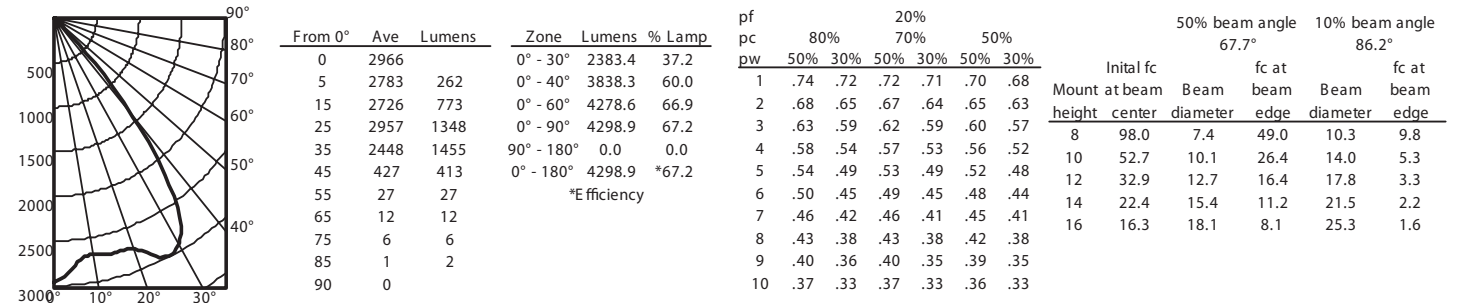 90°
80°
70°
60°
50°
40°
500
1000
1500
2000
2500
3000
0° 10° 20° 30°
From 0° Ave Lumens
0 2966
5 2783 262
15 2726 773
25 2957 1348
35 2448 1455
45 427 413
55 27 27
65 12 12
75 6 6
85 1 2
90 0
Zone Lumens % Lamp
0° - 30° 2383.4 37.2
0° - 40° 3838.3 60.0
0° - 60° 4278.6 66.9
0° - 90° 4298.9 67.2
90° - 180° 0.0 0.0
0° - 180° 4298.9 *67.2
*Efficiency
pf 20%
pc 80% 70% 50%
pw 50% 30% 50% 30% 50% 30%
1 .74 .72 .72 .71 .70 .68
2 .68 .65 .67 .64 .65 .63
3 .63 .59 .62 .59 .60 .57
4 .58 .54 .57 .53 .56 .52
5 .54 .49 .53 .49 .52 .48
6 .50 .45 .49 .45 .48 .44
7 .46 .42 .46 .41 .45 .41
8 .43 .38 .43 .38 .42 .38
9 .40 .36 .40 .35 .39 .35
10 .37 .33 .37 .33 .36 .33
50% beam angle 10% beam angle
67.7° 86.2°
Inital fc fc at fc at
Mount at beam Beam beam Beam beam
height center diameter edge diameter edge
8 98.0 7.4 49.0 10.3 9.8
10 52.7 10.1 26.4 14.0 5.3
12 32.9 12.7 16.4 17.8 3.3
14 22.4 15.4 11.2 21.5 2.2
16 16.3 18.1 8.1 25.3 1.6